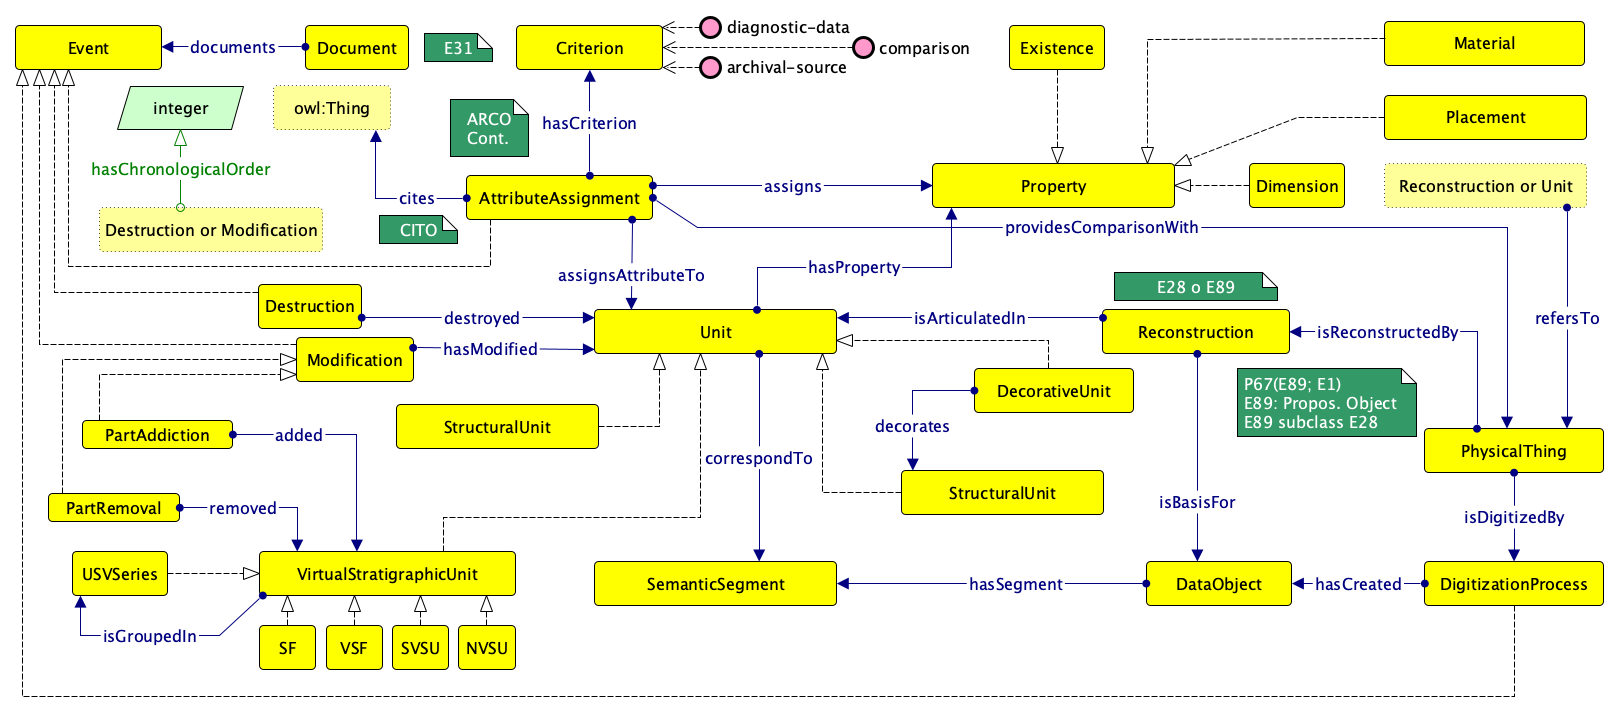 diagnostic-data
Event
documents
Document
E31
Criterion
comparison
Existence
Material
archival-source
integer
owl:Thing
ARCO
Cont.
hasCriterion
Placement
hasChronologicalOrder
cites
AttributeAssignment
assigns
Property
Dimension
Reconstruction or Unit
Destruction or Modification
CITO
providesComparisonWith
assignsAttributeTo
hasProperty
E28 o E89
Destruction
destroyed
Unit
isArticulatedIn
Reconstruction
isReconstructedBy
refersTo
Modification
hasModified
P67(E89; E1)
E89: Propos. Object
E89 subclass E28
DecorativeUnit
decorates
StructuralUnit
PartAddiction
added
correspondTo
PhysicalThing
StructuralUnit
PartRemoval
removed
isBasisFor
isDigitizedBy
USVSeries
VirtualStratigraphicUnit
SemanticSegment
hasSegment
DataObject
hasCreated
DigitizationProcess
isGroupedIn
SF
VSF
SVSU
NVSU